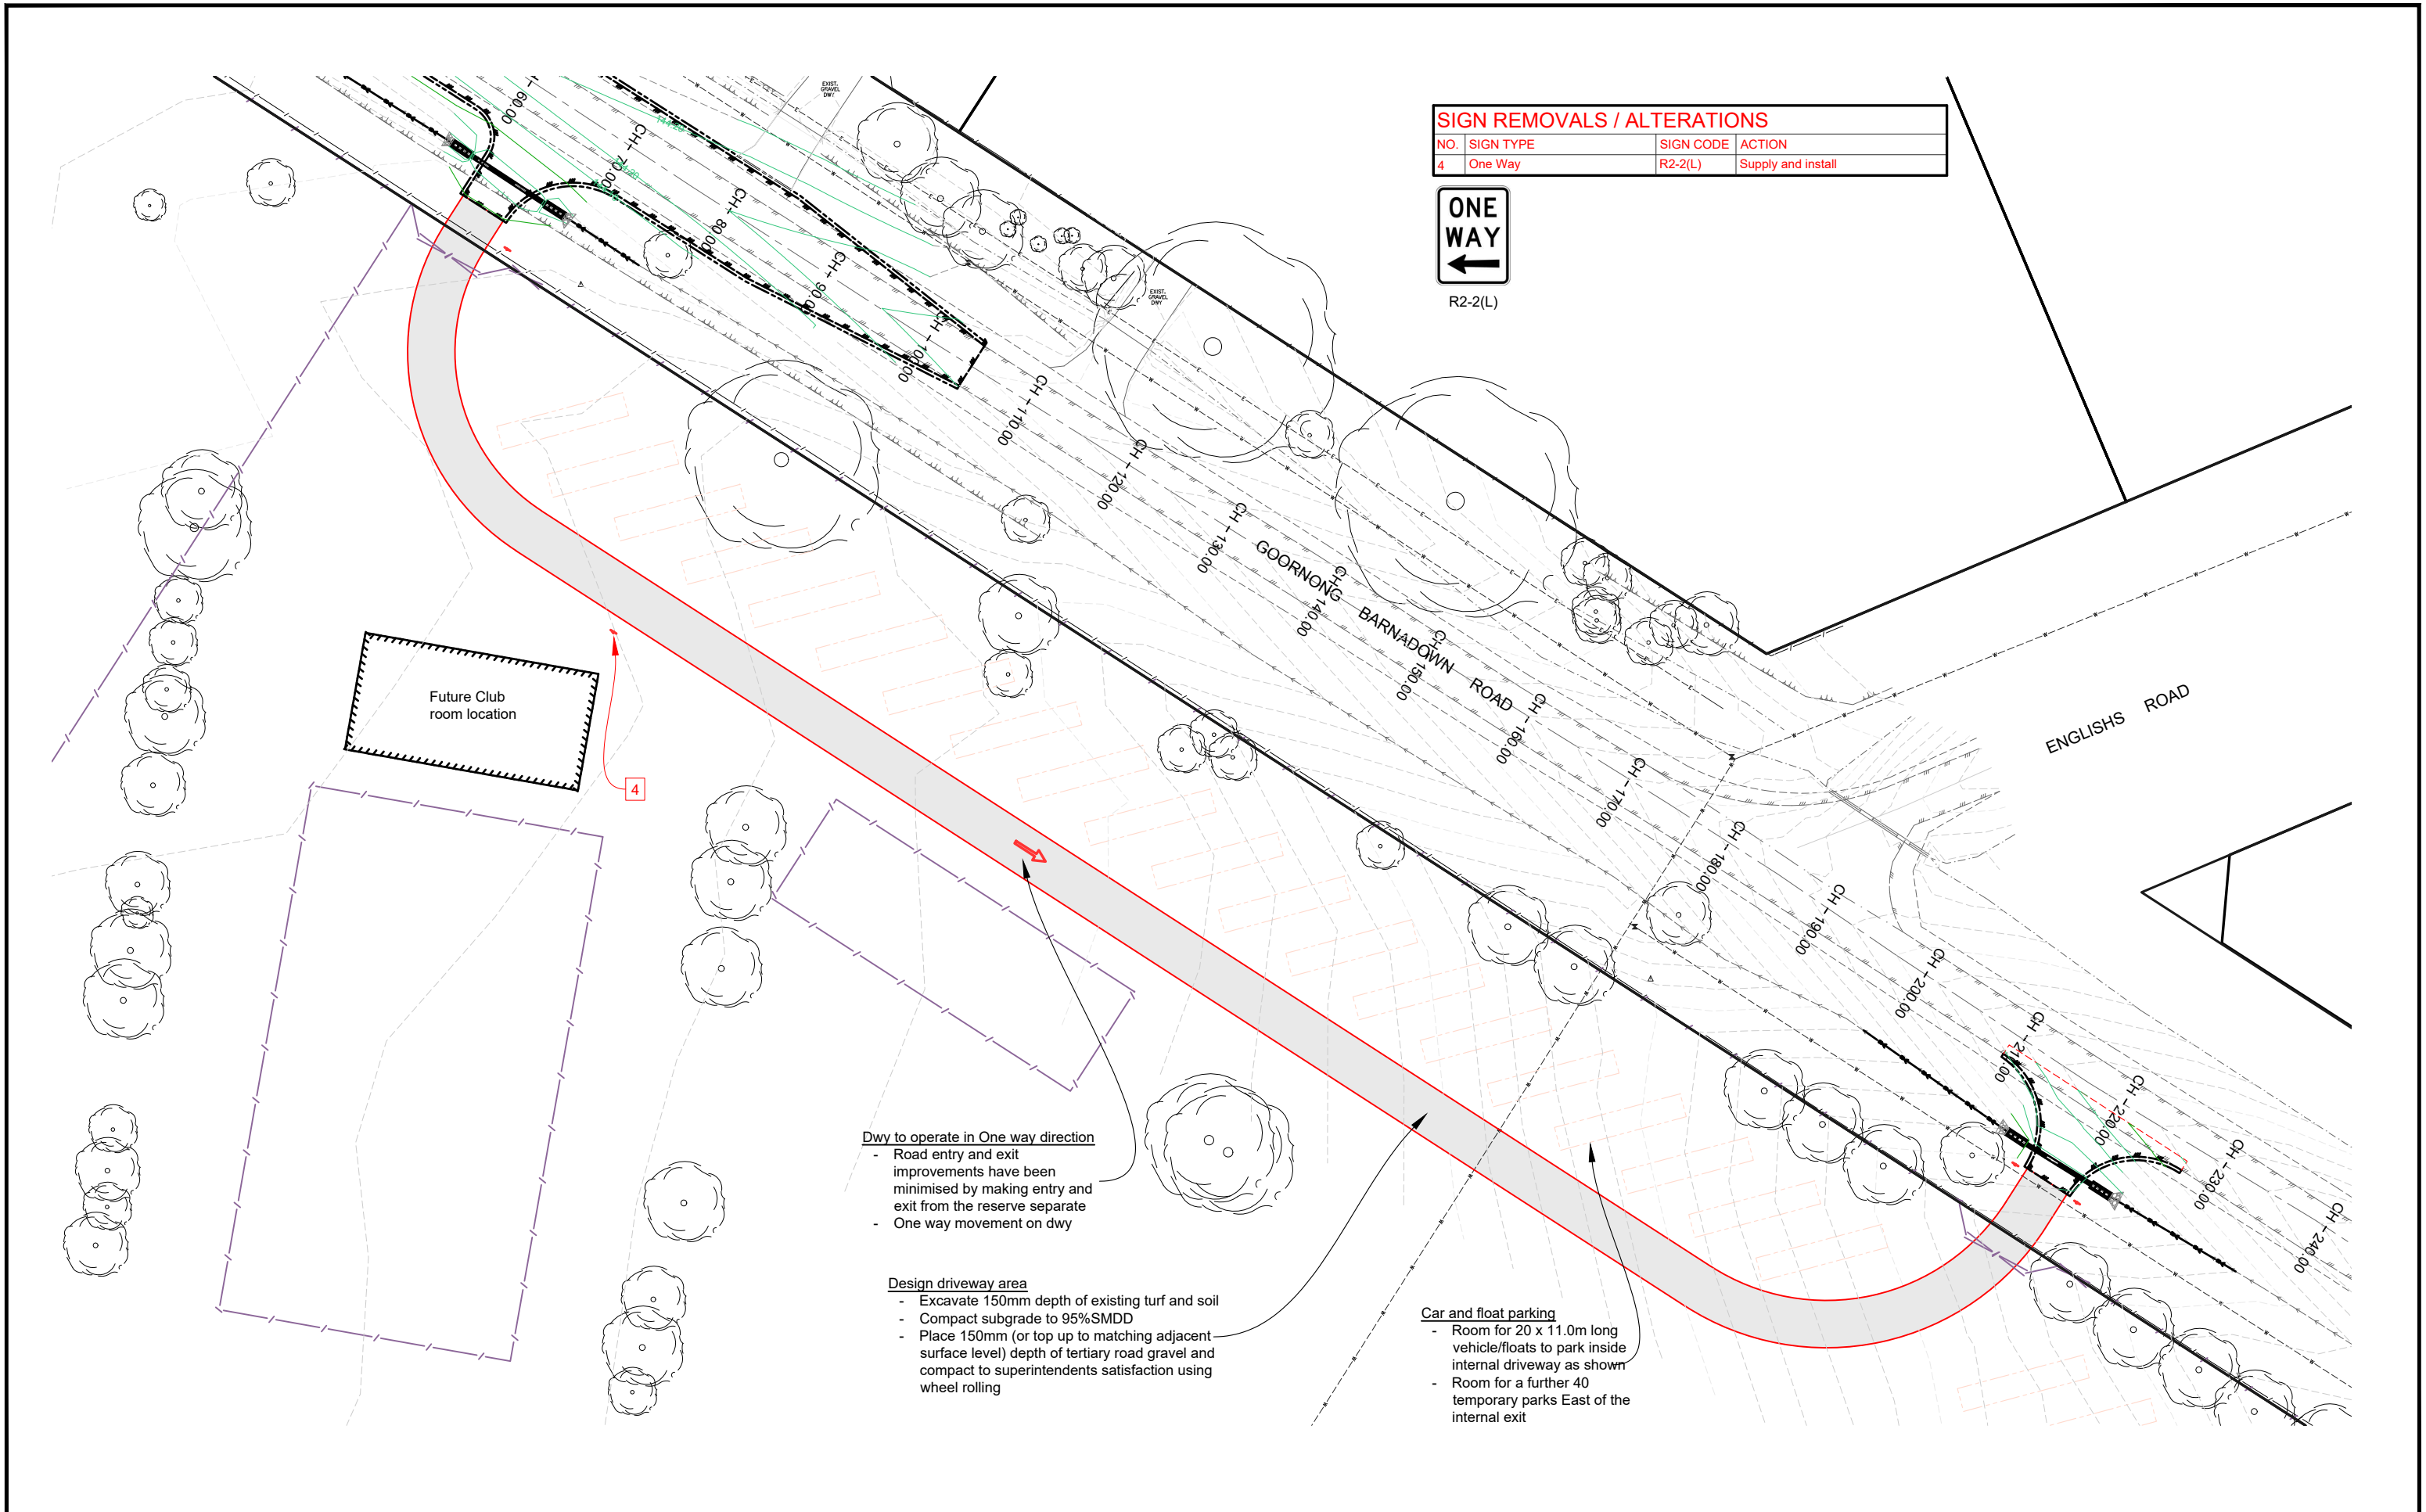 EXIST.
GRAVEL
DWY
SIGN REMOVALS / ALTERATIONS
NO. SIGN TYPE SIGN CODE ACTION
4 One Way R2-2(L) Supply and install
ONE
WAY
R2-2(L)
EXIST.
GRAVEL
DWY
CH - 70.00
CH - 80.00
CH - 90.00
CH - 100.00
CH - 110.00
CH - 120.00
CH - 130.00
CH - 140.00
CH - 150.00
CH - 160.00
CH - 170.00
CH - 180.00
CH - 190.00
CH - 200.00
CH - 210.00
CH - 220.00
CH - 230.00
CH - 240.00
GOORNONG BARNADOWN ROAD
ENGLISHS ROAD
Future Club
room location
4
Dwy to operate in One way direction
- Road entry and exit
improvements have been
minimised by making entry and
exit from the reserve separate
- One way movement on dwy
Design driveway area
- Excavate 150mm depth of existing turf and soil
- Compact subgrade to 95%SMDD
- Place 150mm (or top up to matching adjacent
surface level) depth of tertiary road gravel and
compact to superintendents satisfaction using
wheel rolling
Car and float parking
- Room for 20 x 11.0m long
vehicle/floats to park inside
internal driveway as shown
- Room for a further 40
temporary parks East of the
internal exit